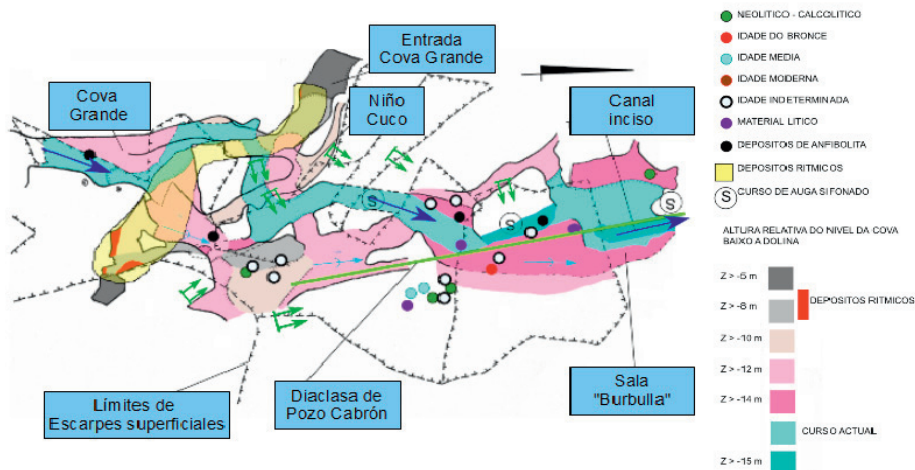 Entrada
Cova Grande
Cova
Grande
Niño
Cuco
Canal
inciso
S
S
S
Límites de
Escarpes superficiales
Diaclasa de
Pozo Cabrón
Sala
"Burbulla"
NEOLITICO - CALCOLITICO
IDADE DO BRONCE
IDADE MEDIA
IDADE MOIDERNA
IDADE INDETERMINADA
MATERIAL LITICO
DEPOSITOS DE ANFIBOLITA
DEPOSITOS RITMICOS
S CURSO DE AUGA SIFONADO
ALTURA RELATIVA DO NIVEL DA COVA
BAIXO A DOLINA
Z > -5 m
Z > -8 m
DEPOSITOS RITMICOS
Z > -10 m
Z > -12 m
Z > -14 m
CURSO ACTUAL
Z > -15 m